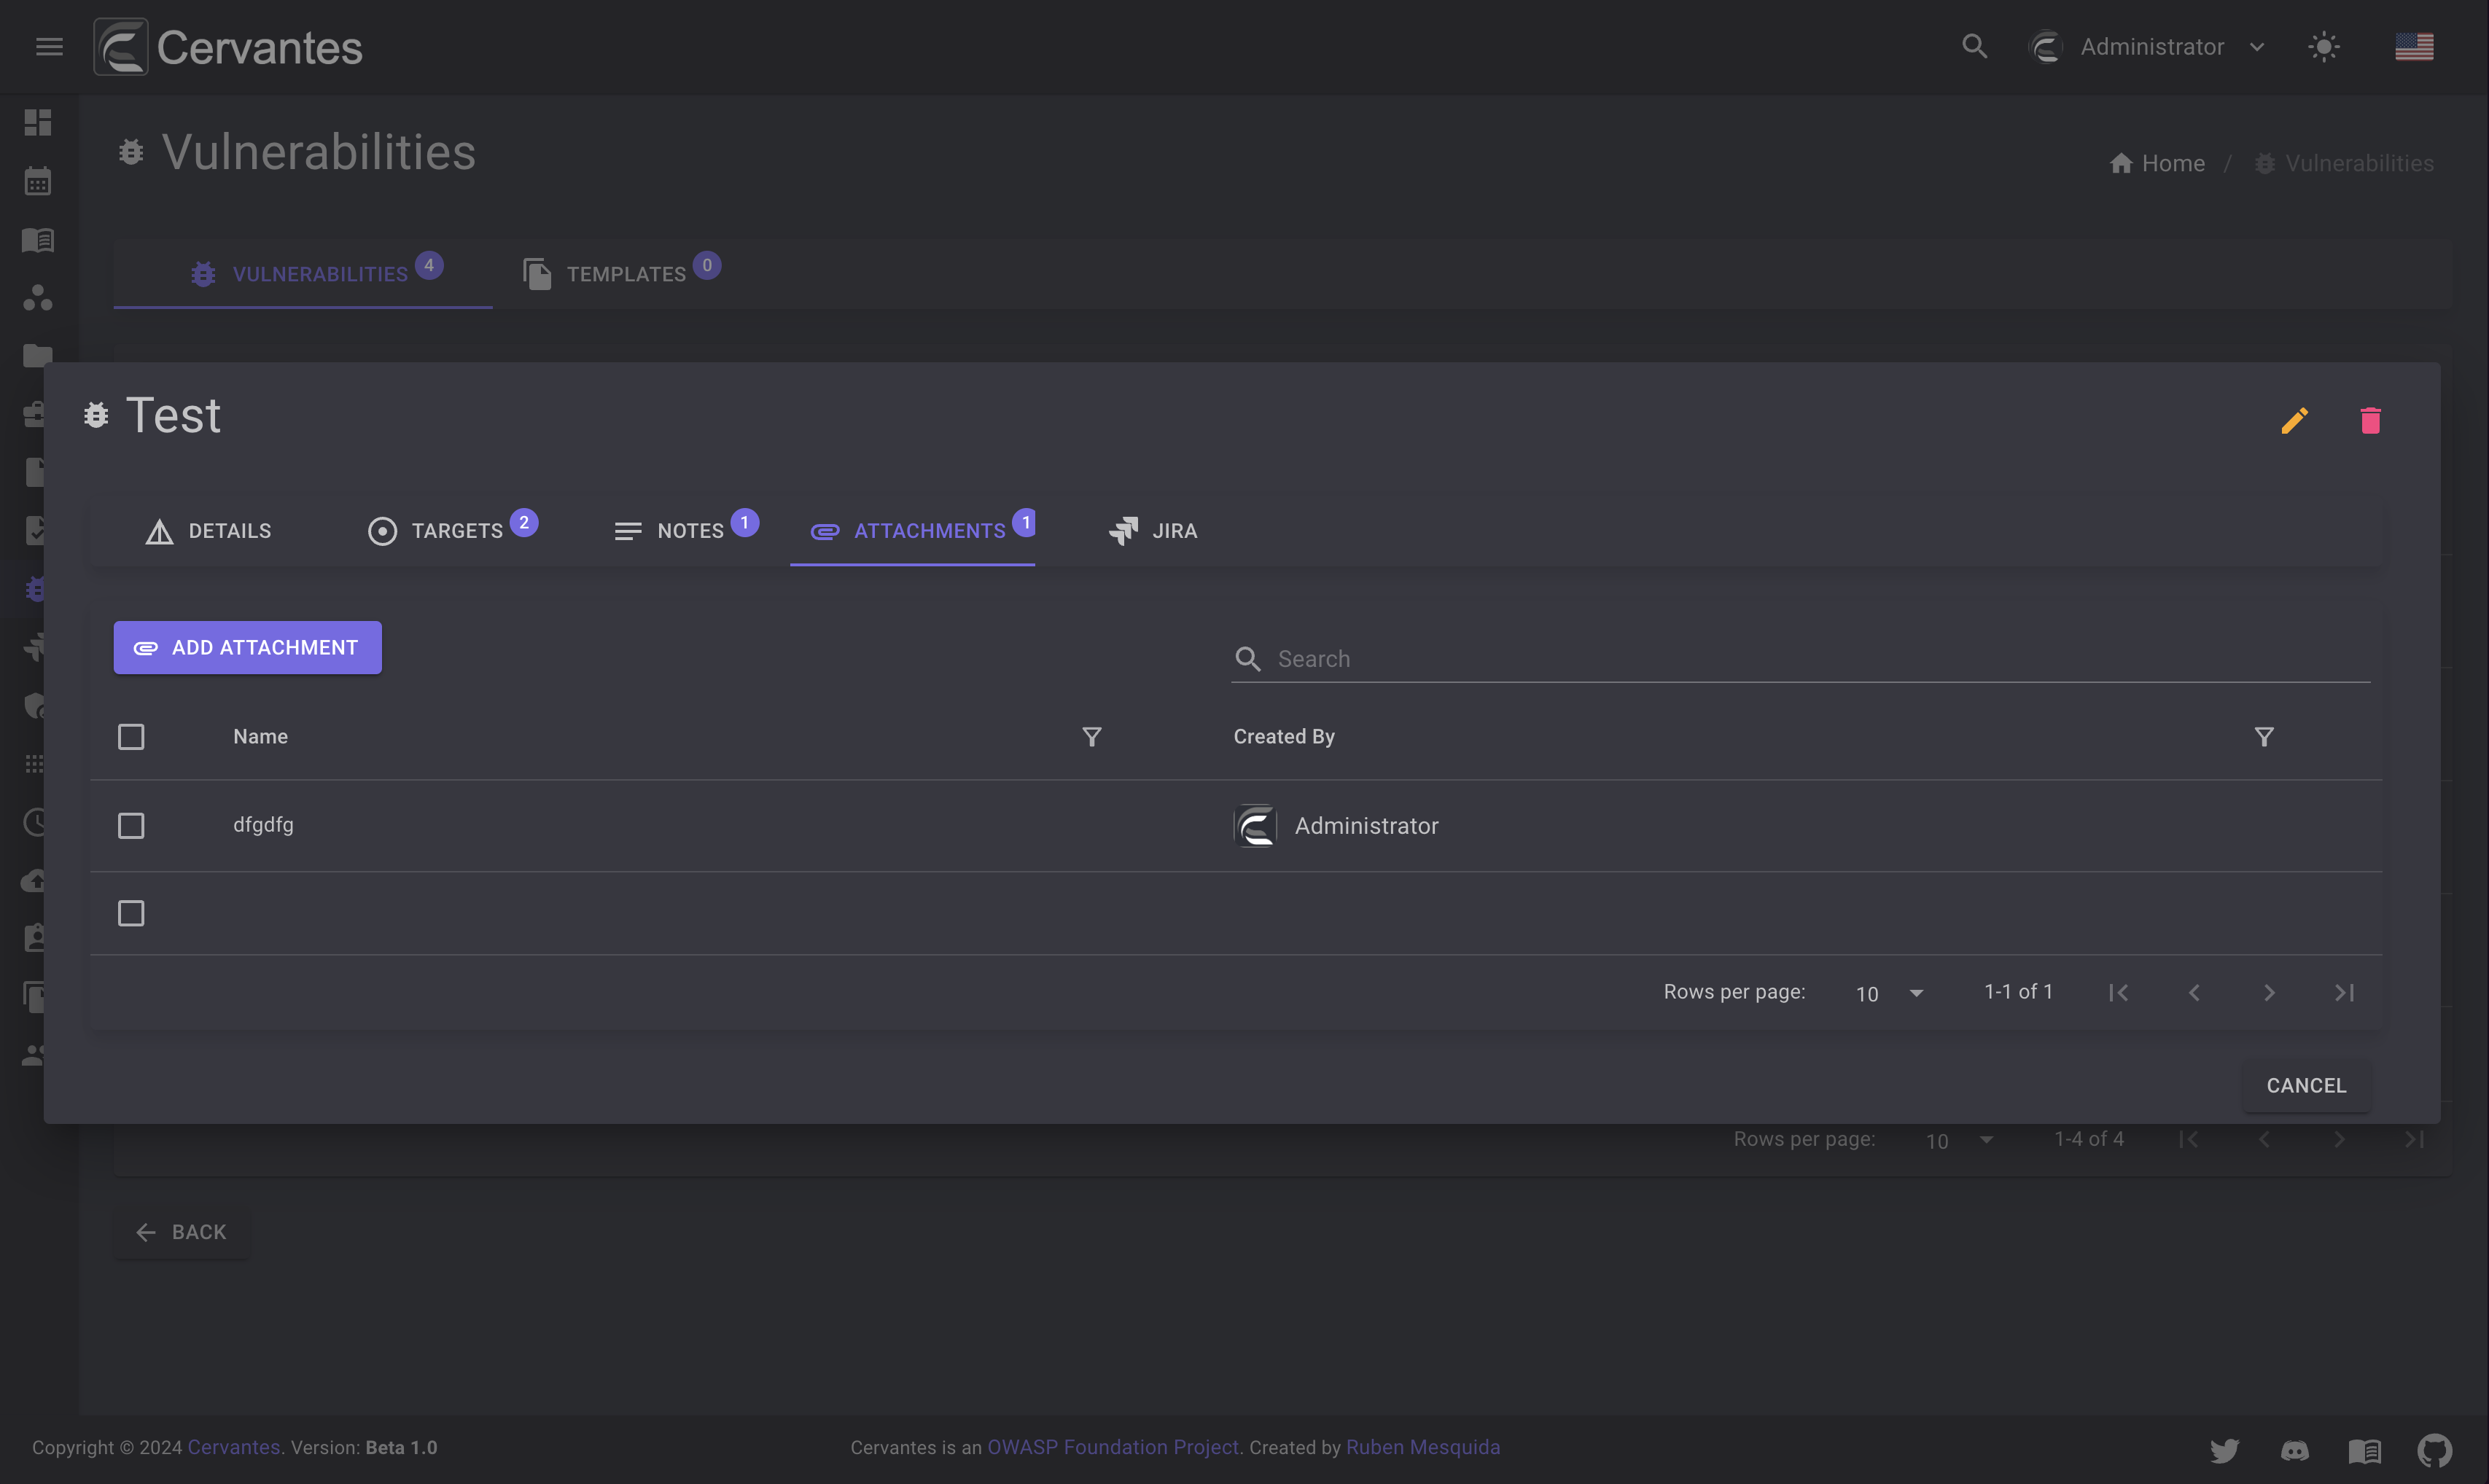 Cervantes
Administrator
Vulnerabilities
Home / Vulnerabilities
VULNERABILITIES 4
TEMPLATES 0
Test
DETAILS
TARGETS 2
NOTES 1
ATTACHMENTS 1
JIRA
ADD ATTACHMENT
Search
Name
Created By
dfgdfg
Administrator
Rows per page: 10 1-1 of 1
CANCEL
Rows per page: 10 1-4 of 4
BACK
Copyright © 2024 Cervantes. Version: Beta 1.0
Cervantes is an OWASP Foundation Project. Created by Ruben Mesquida